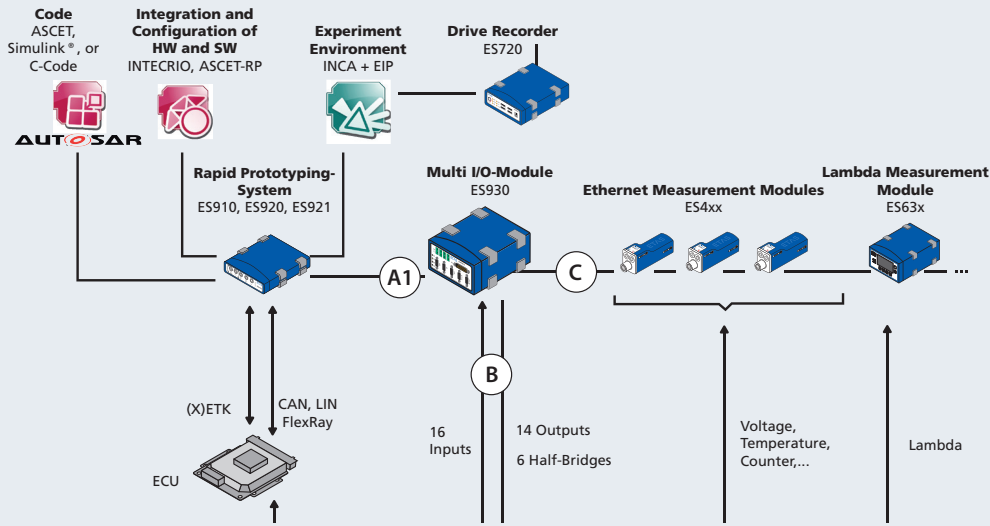 Code
ASCET,
Simulink®, or
C-Code
AUTOSAR
Integration and
Configuration of
HW and SW
INTECRIO, ASCET-RP
Experiment
Environment
INCA + EIP
Drive Recorder
ES720
Rapid Prototyping-
System
ES910, ES920, ES921
Multi I/O-Module
ES930
Ethernet Measurement Modules
ES4xx
Lambda Measurement
Module
ES63x
A1
C
...
B
(X)ETK
CAN, LIN
FlexRay
ECU
16
Inputs
14 Outputs
6 Half-Bridges
Voltage,
Temperature,
Counter,...
Lambda